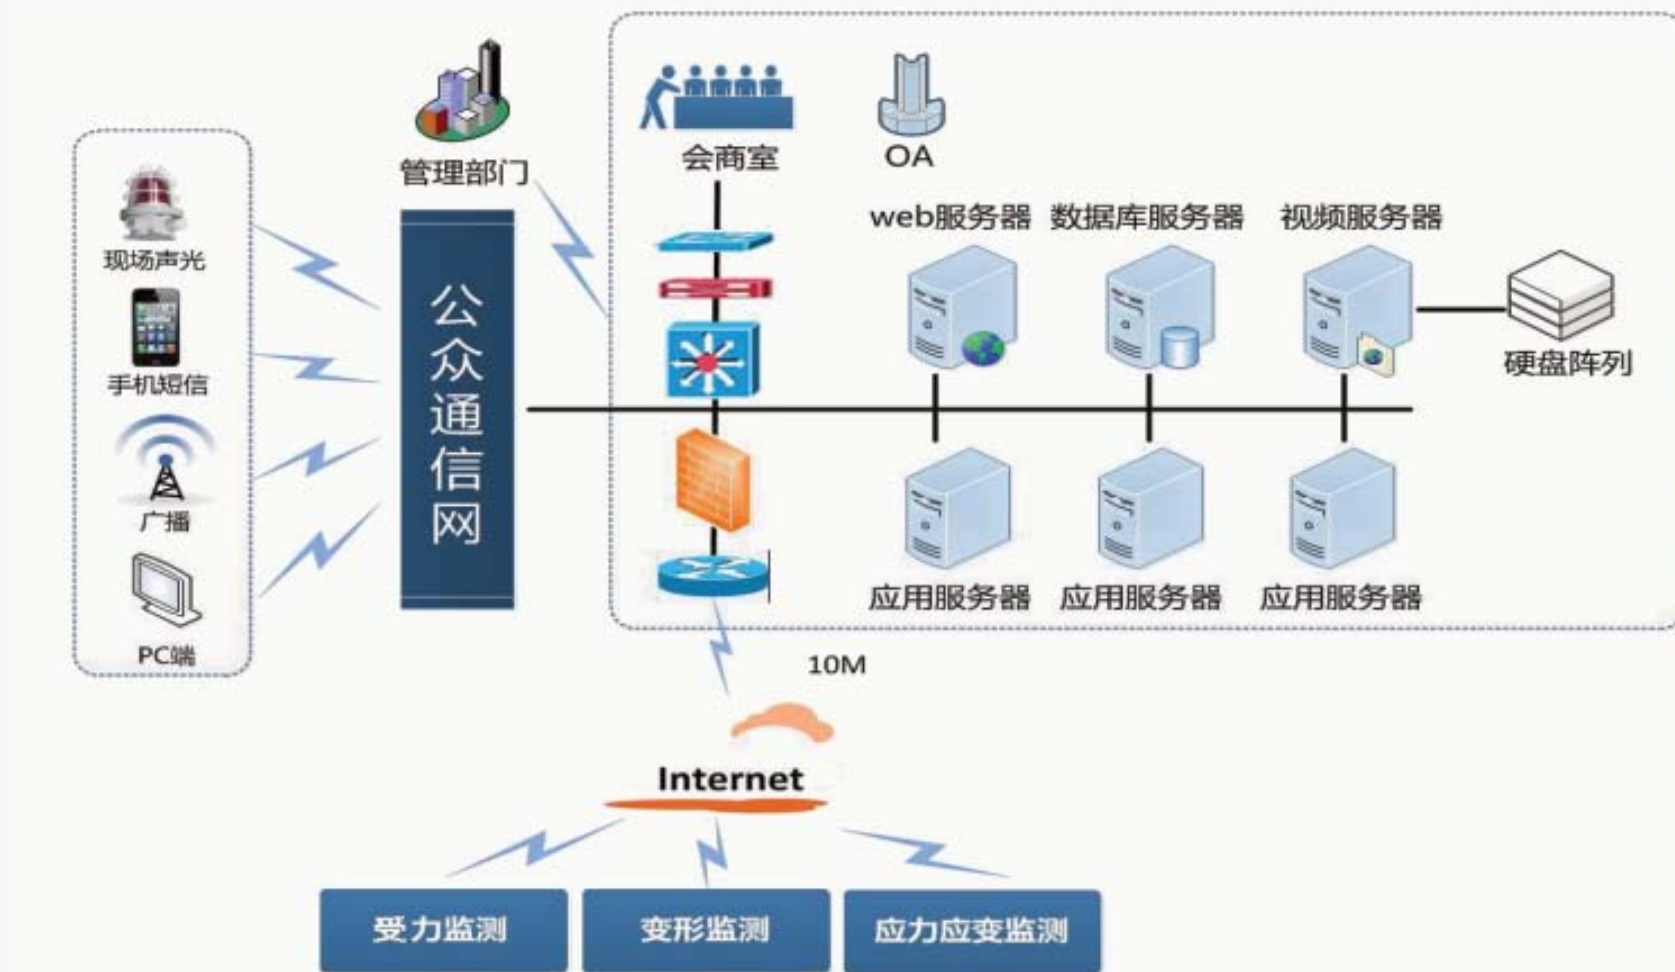 管理部门
会商室
OA
web服务器
数据库服务器
视频服务器
硬盘阵列
现场声光
手机短信
广播
PC端
公众通信网
应用服务器
应用服务器
应用服务器
10M
Internet
受力监测
变形监测
应力应变监测